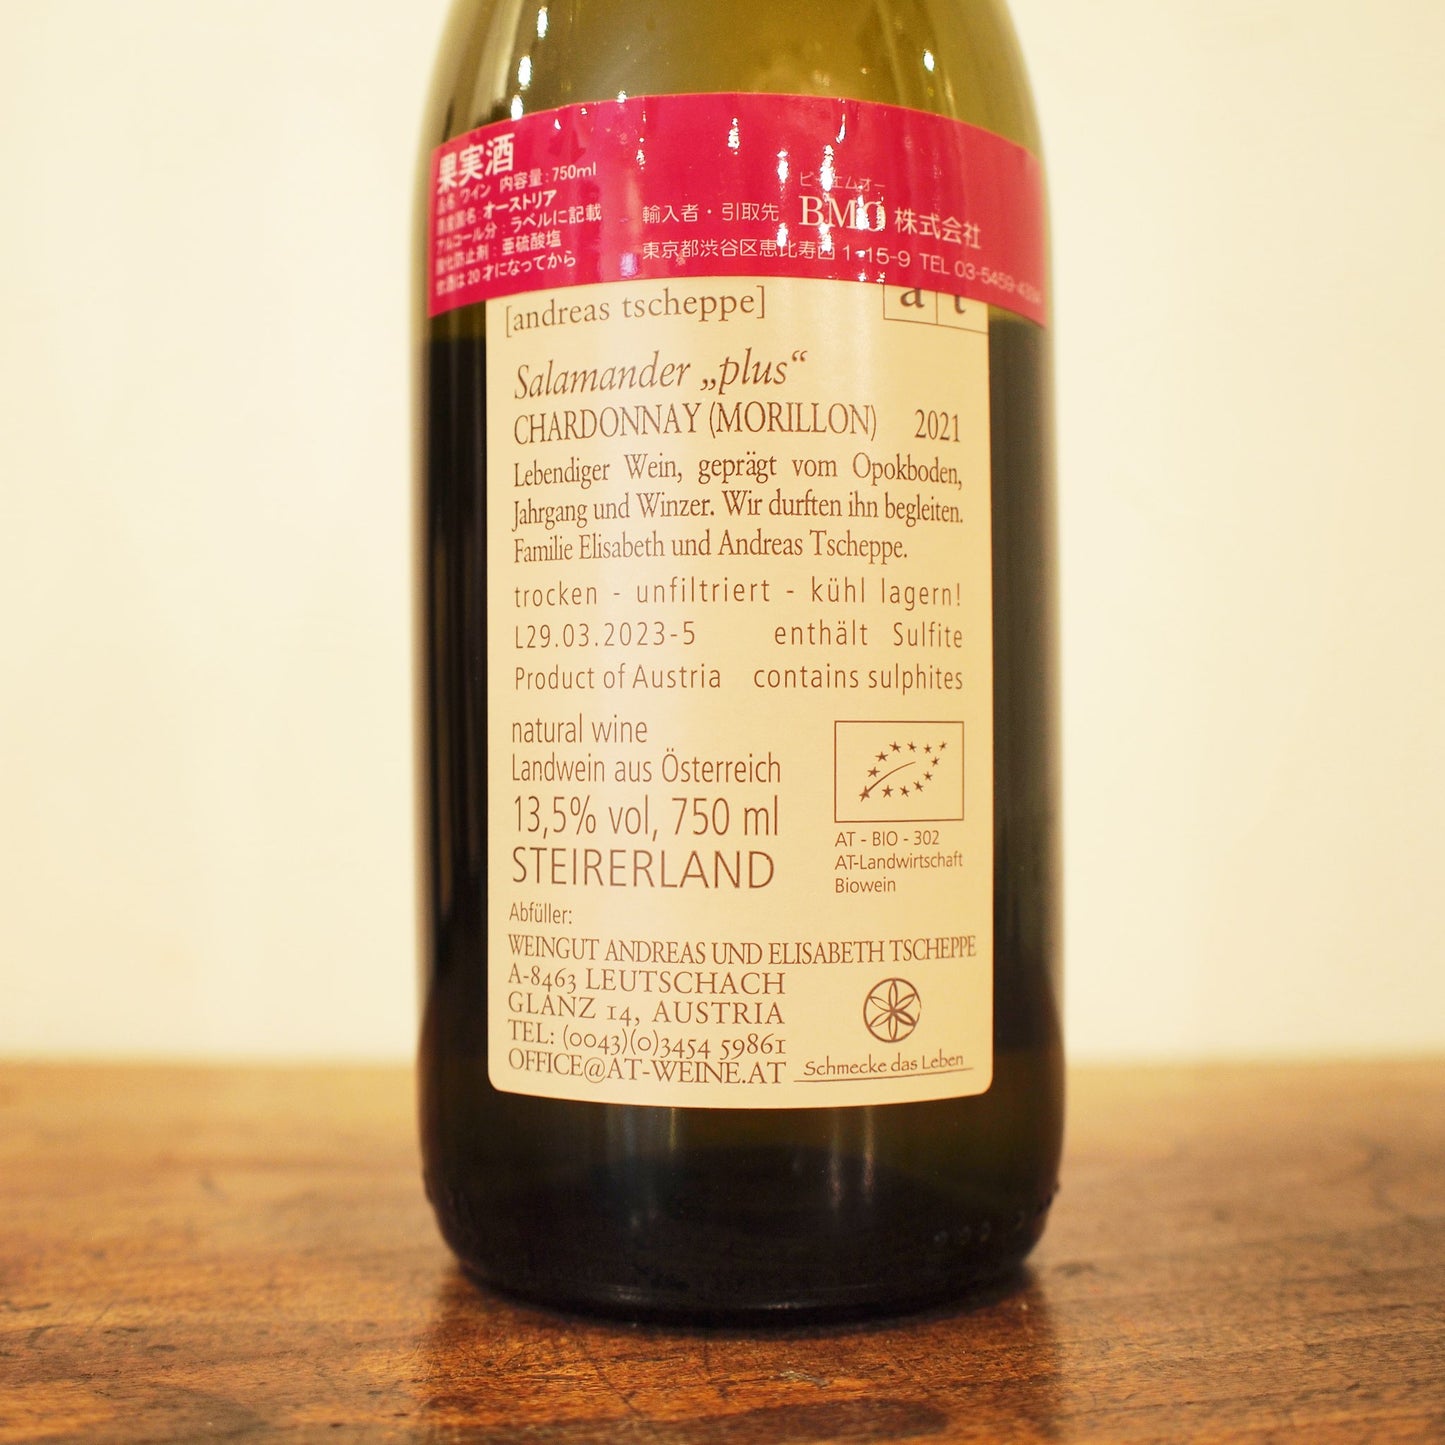 果実酒
品名:ワイン 内容量:750ml
原産国名:オーストリア
アルコール分:ラベルに記載
酸化防止剤:亜硫酸塩
飲酒は20才になってから
ビーエムオー
輸入者・引取先 BMO 株式会社
東京都渋谷区恵比寿西1-15-9 TEL 03-5459-
[andreas tscheppe]
a t
Salamander „plus“
CHARDONNAY (MORILLON) 2021
Lebendiger Wein, geprägt vom Opokboden,
Jahrgang und Winzer. Wir durften ihn begleiten.
Familie Elisabeth und Andreas Tscheppe.
trocken - unfiltriert - kühl lagern!
L29.03.2023-5 enthält Sulfite
Product of Austria contains sulphites
natural wine
Landwein aus Österreich
13,5% vol, 750 ml
STEIRERLAND
AT - BIO - 302
AT-Landwirtschaft
Biowein
Abfüller:
WEINGUT ANDREAS UND ELISABETH TSCHEPPE
A-8463 LEUTSCHACH
GLANZ 14, AUSTRIA
TEL: (0043)(0)3454 59861
OFFICE@AT-WEINE.AT
Schmecke das Leben